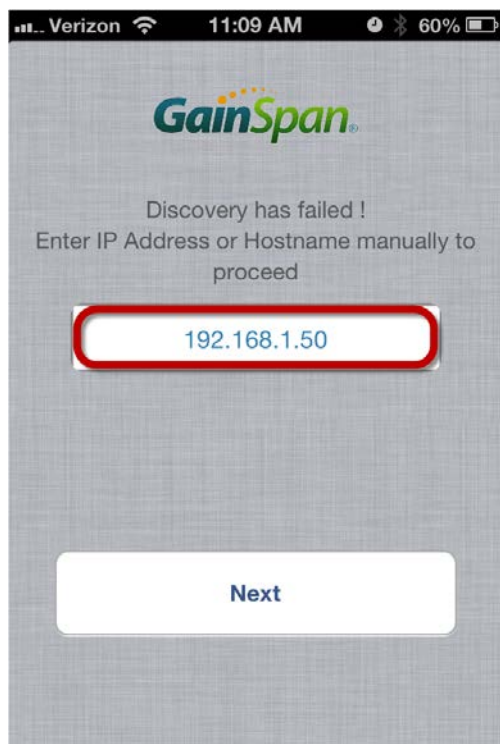 Verizon 11:09 AM 60%
GainSpan®
Discovery has failed !
Enter IP Address or Hostname manually to
proceed
192.168.1.50
Next